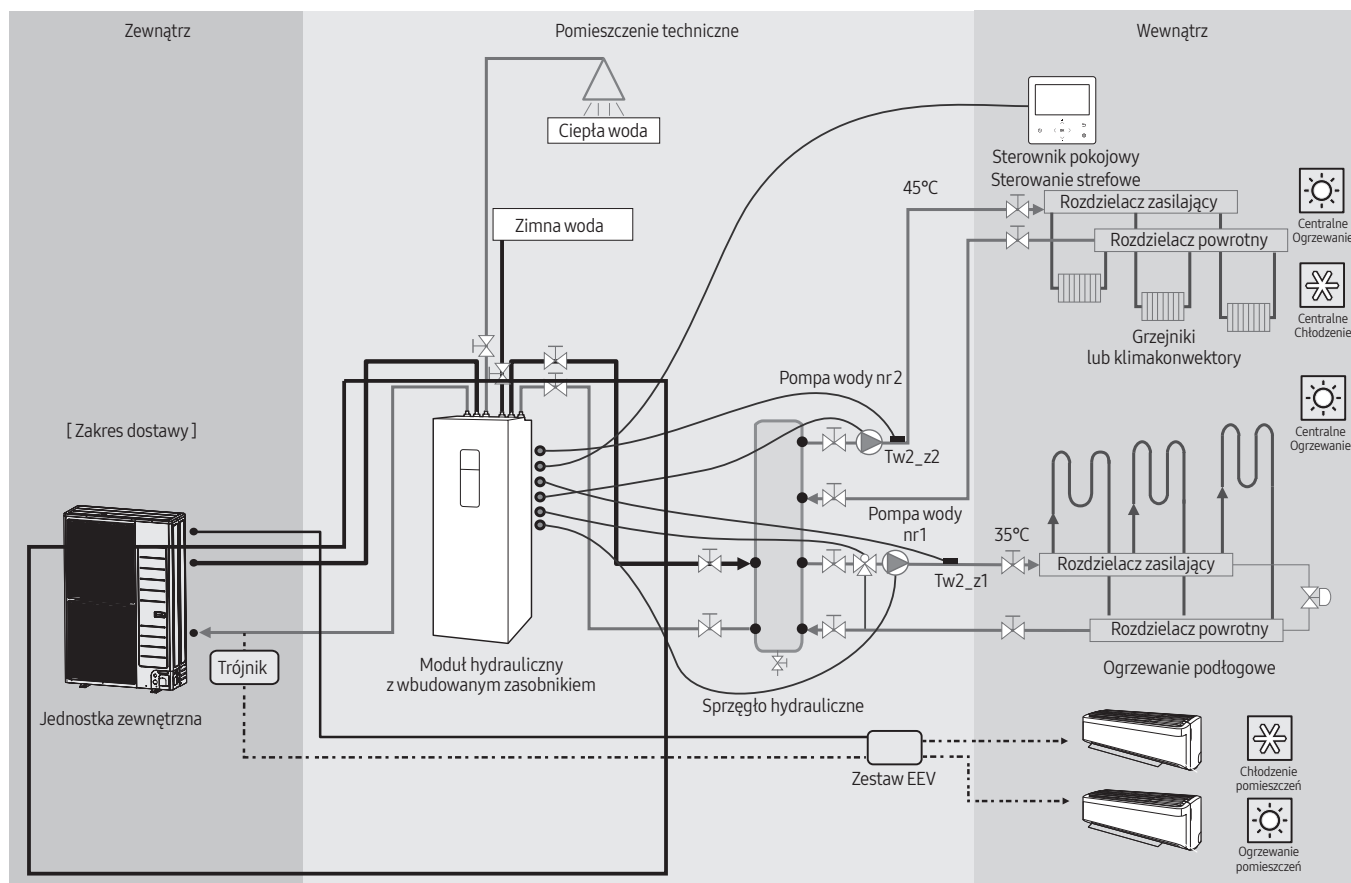 Zewnątrz
Pomieszczenie techniczne
Wewnątrz
Ciepła woda
Zimna woda
Sterownik pokojowy
Sterowanie strefowe
45°C
Rozdzielacz zasilający
Rozdzielacz powrotny
Centralne
Ogrzewanie
Centralne
Chłodzenie
Grzejniki
lub klimakonwektory
Pompa wody nr2
Centralne
Ogrzewanie
[ Zakres dostawy ]
Tw2_z2
Pompa wody
nr1
35°C
Rozdzielacz zasilający
Tw2_z1
Rozdzielacz powrotny
Trójnik
Moduł hydrauliczny
z wbudowanym zasobnikiem
Ogrzewanie podłogowe
Jednostka zewnętrzna
Sprzęgło hydrauliczne
Zestaw EEV
Chłodzenie
pomieszczeń
Ogrzewanie
pomieszczeń